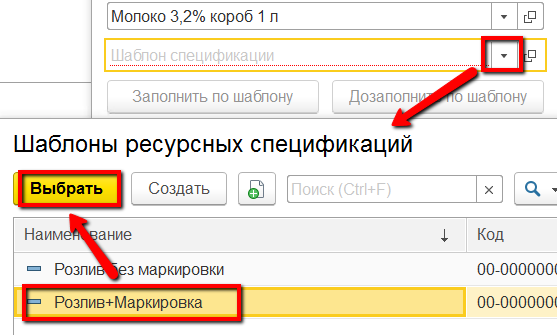 Молоко 3,2% короб 1 л
Шаблон спецификации
Заполнить по шаблону Дозаполнить по шаблону
Шаблоны ресурсных спецификаций
Выбрать Создать Поиск (Ctrl+F)
Наименование Код
Розлив без маркировки 00-0000000
Розлив+Маркировка 00-0000000